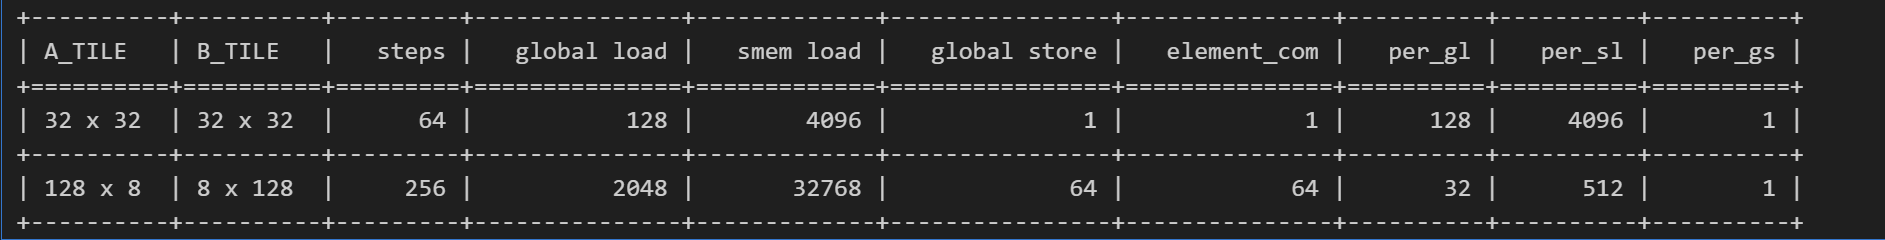 +----------+----------+---------+---------------+-------------+----------------+---------------+----------+----------+----------+
| A_TILE   | B_TILE   |   steps |   global load |   smem load |   global store |   element_com |   per_gl |   per_sl |   per_gs |
+==========+==========+=========+===============+=============+================+===============+==========+==========+==========+
| 32 x 32  | 32 x 32  |      64 |           128 |        4096 |              1 |             1 |      128 |     4096 |        1 |
+----------+----------+---------+---------------+-------------+----------------+---------------+----------+----------+----------+
| 128 x 8  | 8 x 128  |     256 |          2048 |       32768 |             64 |            64 |       32 |      512 |        1 |
+----------+----------+---------+---------------+-------------+----------------+---------------+----------+----------+----------+